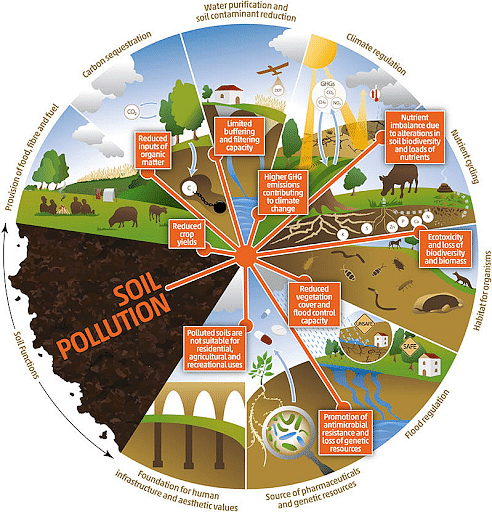 Water purification and
soil contaminant reduction
Carbon sequestration
Climate regulation
Provision of food, fibre and fuel
Nutrient cycling
Habitat for organisms
Flood regulation
Source of pharmaceuticals
and genetic resources
Foundation for human
infrastructure and aesthetic values
Soil Functions
SOIL
POLLUTION
Reduced
inputs of
organic
matter
Limited
buffering
and filtering
capacity
Higher GHG
emissions
contributing
to climate
change
Nutrient
imbalance due
to alterations in
soil biodiversity
and loads of
nutrients
Reduced
crop
yields
Ecotoxicity
and loss of
biodiversity
and biomass
Reduced
vegetation
cover and
flood control
capacity
Polluted soils are
not suitable for
residential,
agricultural and
recreational uses
Promotion of
antimicrobial
resistance and
loss of genetic
resources
CO₂
C
GHGs
CO₂
UNSAFE
SAFE